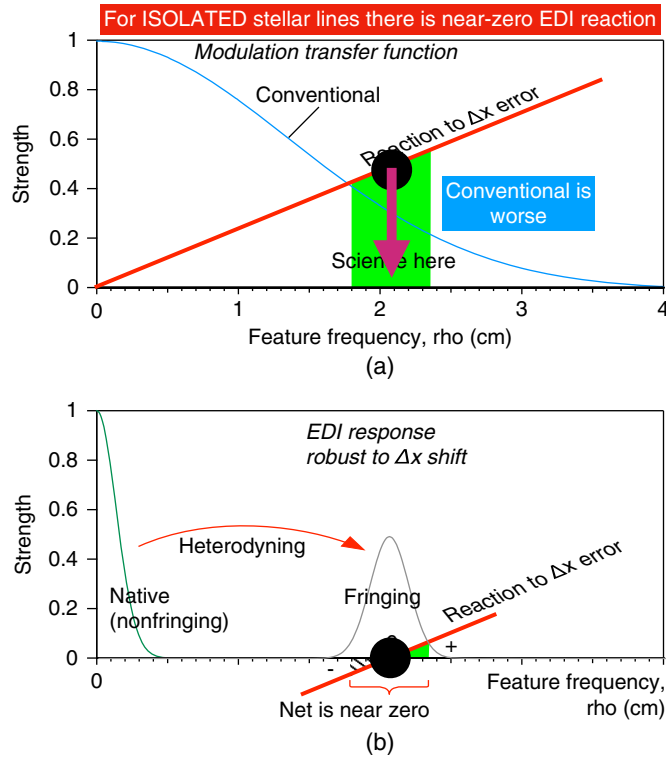 For ISOLATED stellar lines there is near-zero EDI reaction
1
Modulation transfer function
Conventional
0.8
Reaction to Δx error
0.6
Strength
0.4
Conventional is
worse
0.2
Science here
0
0
1
2
3
4
Feature frequency, rho (cm)
(a)
1
EDI response
robust to Δx shift
0.8
0.6
Strength
Heterodyning
0.4
Native
(nonfringing)
Fringing
Reaction to Δx error
0.2
0
-
+
0
Feature frequency,
rho (cm)
Net is near zero
(b)